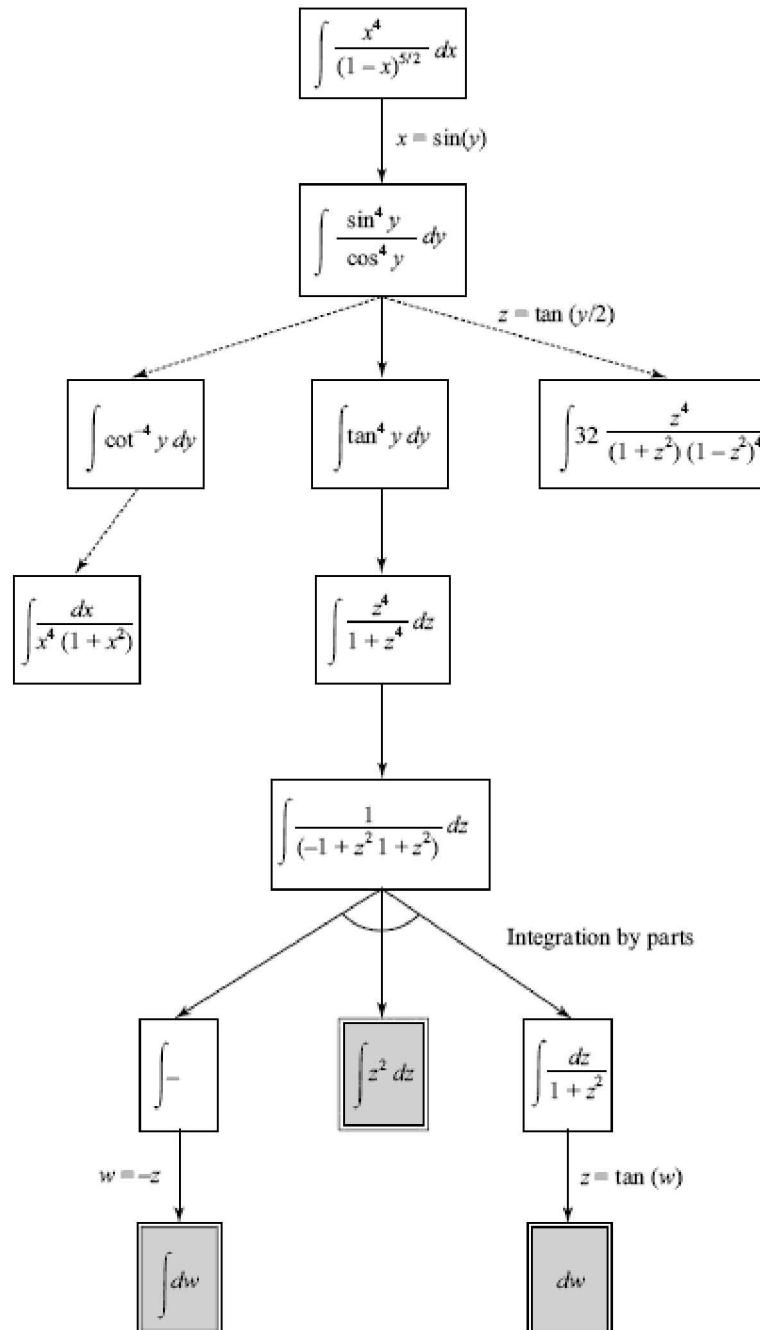 ∫ x⁴ / (1 – x)^5/2 dx
x = sin(y)
∫ sin⁴ y / cos⁴ y dy
z = tan (y/2)
∫ cot⁻⁴ y dy
∫ tan⁴ y dy
∫ 32 z⁴ / (1 + z²) (1 – z²)⁴
∫ dx / x⁴ (1 + x²)
∫ z⁴ / 1 + z⁴ dz
∫ 1 / (–1 + z² 1 + z²) dz
Integration by parts
∫ –
∫ z² dz
∫ dz / 1 + z²
w = –z
z = tan (w)
∫ dw
dw